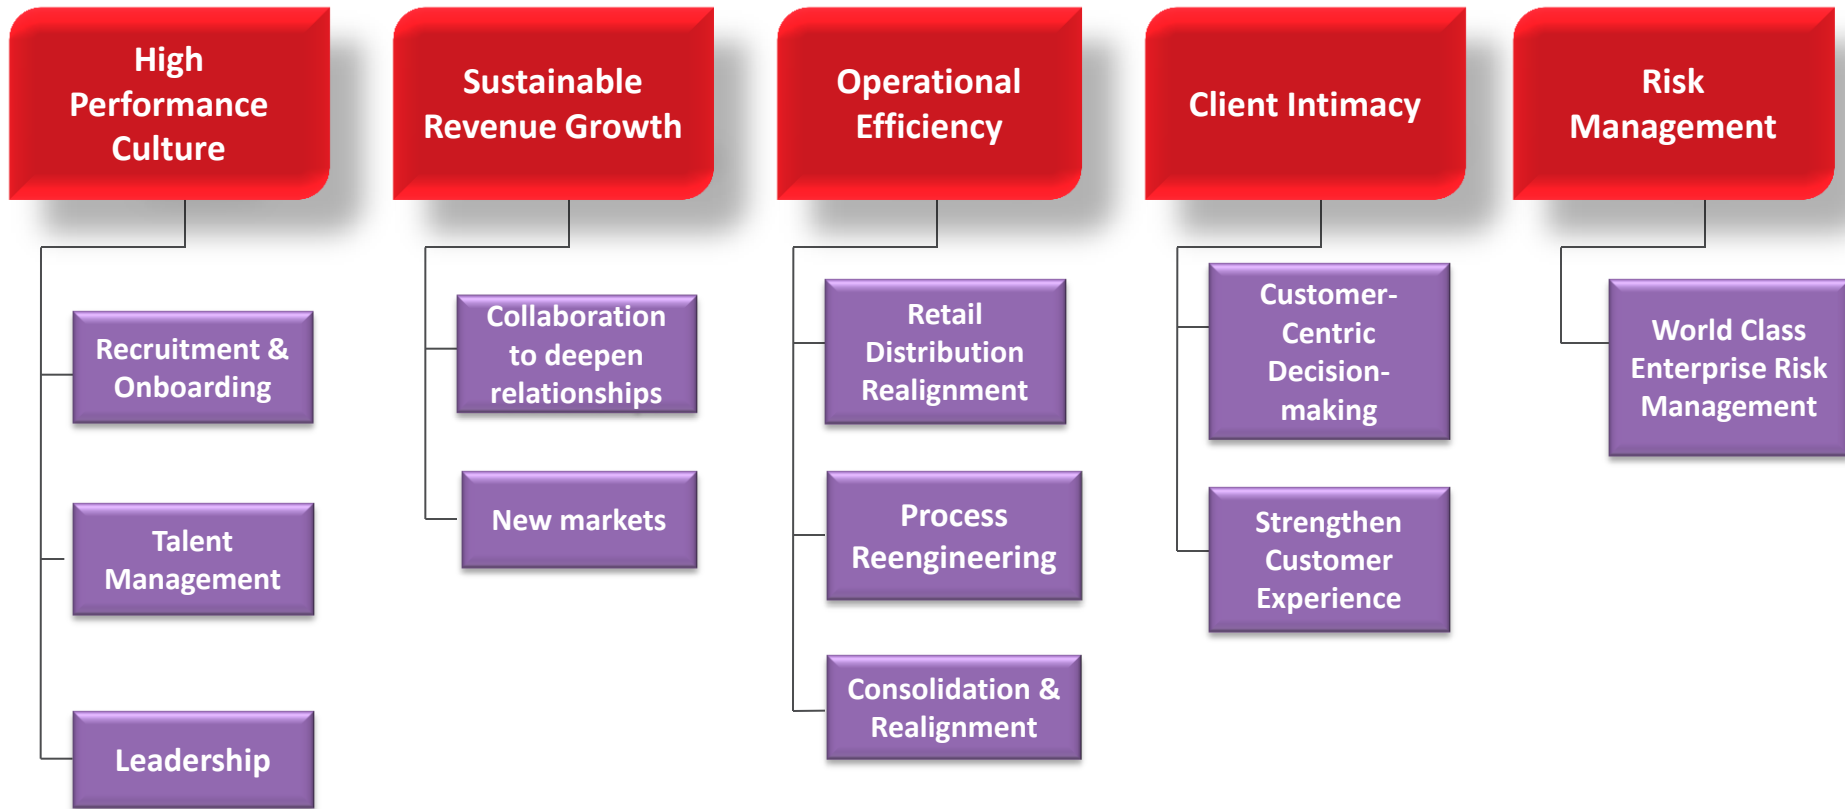 High
Performance
Culture
Sustainable
Revenue Growth
Operational
Efficiency
Client Intimacy
Risk
Management
Recruitment &
Onboarding
Talent
Management
Leadership
Collaboration
to deepen
relationships
New markets
Retail
Distribution
Realignment
Process
Reengineering
Consolidation &
Realignment
Customer-
Centric
Decision-
making
Strengthen
Customer
Experience
World Class
Enterprise Risk
Management